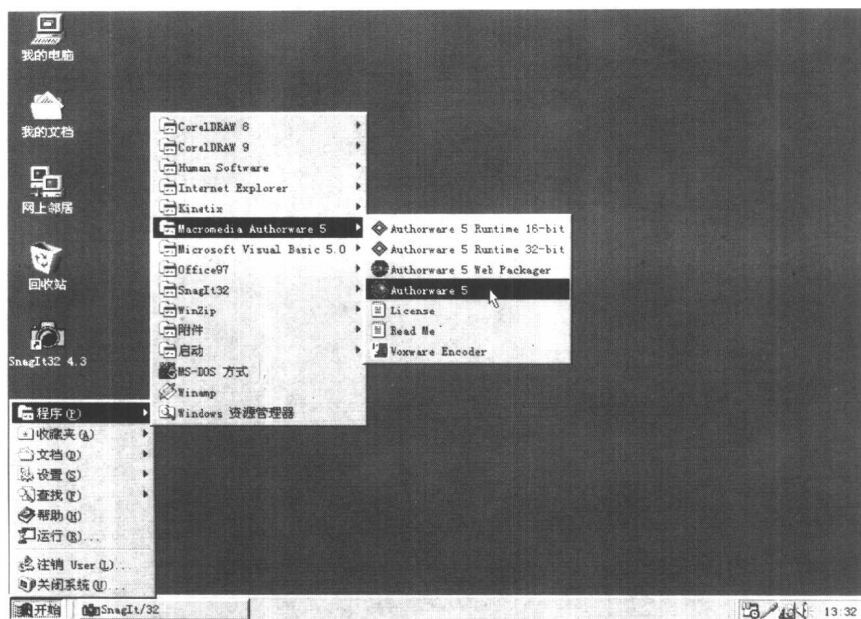 我的电脑
我的文档
网上邻居
回收站
SnagIt32 4.3
CorelDRAW 8
CorelDRAW 9
Human Software
Internet Explorer
Kinetix
Macromedia Authorware 5
Microsoft Visual Basic 5.0
Office97
SnagIt32
WinZip
附件
启动
MS-DOS 方式
Winamp
Windows 资源管理器
Authorware 5 Runtime 16-bit
Authorware 5 Runtime 32-bit
Authorware 5 Web Packager
Authorware 5
License
Read Me
Voxware Encoder
程序(P)
收藏夹(A)
文档(D)
设置(S)
查找(F)
帮助(H)
运行(R)...
注销 User(L)...
关闭系统(U)...
开始
SnagIt/32
13:32